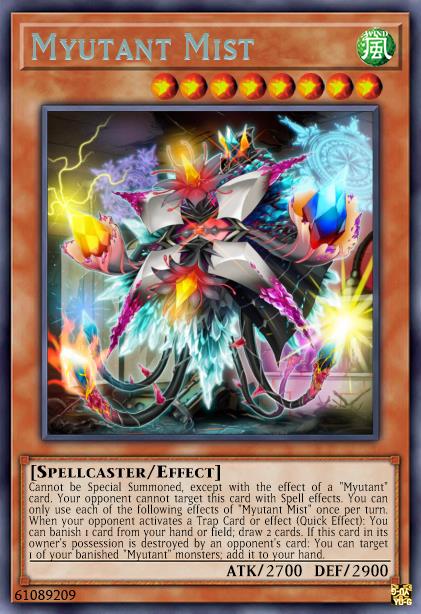 Myutant Mist
WIND
風
[Spellcaster/Effect]
Cannot be Special Summoned, except with the effect of a "Myutant"
card. Your opponent cannot target this card with Spell effects. You can
only use each of the following effects of "Myutant Mist" once per turn.
When your opponent activates a Trap Card or effect (Quick Effect): You
can banish 1 card from your hand or field; draw 2 cards. If this card in its
owner's possession is destroyed by an opponent's card: You can target
1 of your banished "Myutant" monsters; add it to your hand.
ATK/2700 DEF/2900
61089209